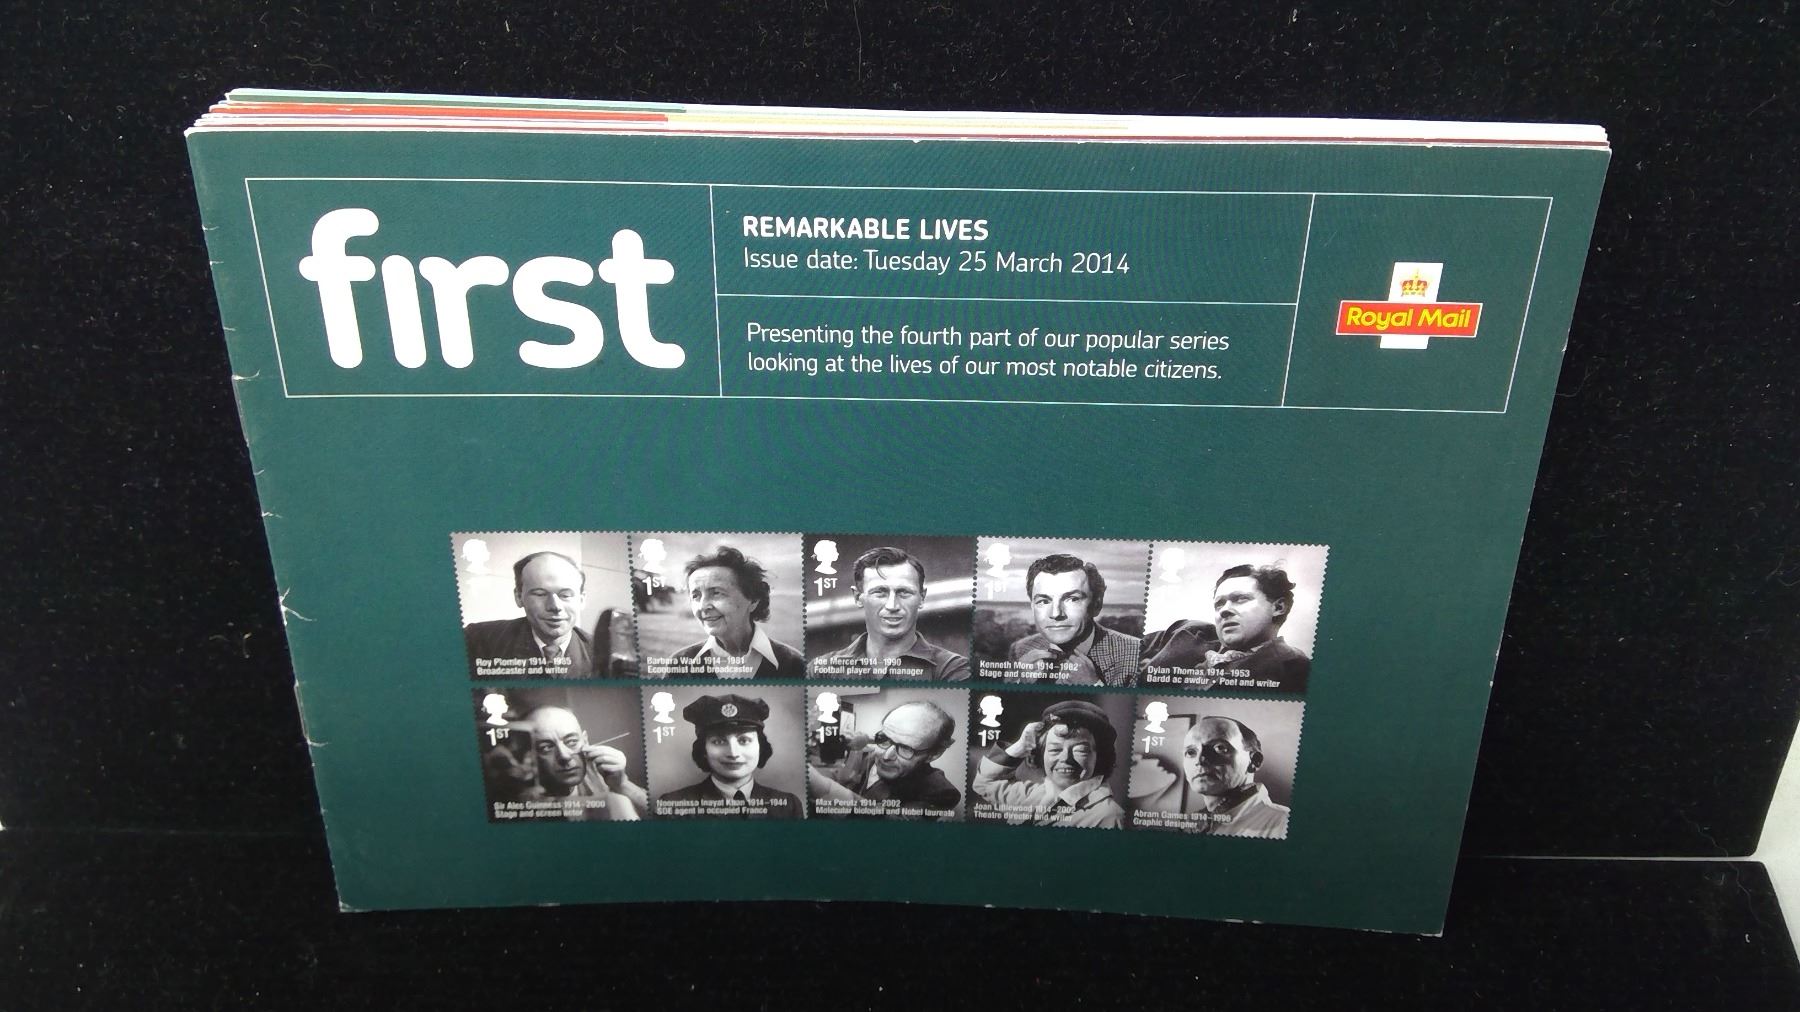 first
REMARKABLE LIVES
Issue date: Tuesday 25 March 2014
Presenting the fourth part of our popular series
looking at the lives of our most notable citizens.
Royal Mail
Roy Plomley 1914–1985
Broadcaster and writer
1ST
Barbara Ward 1914–1981
Economist and broadcaster
1ST
Joe Mercer 1914–1990
Football player and manager
1ST
Kenneth More 1914–1982
Stage and screen actor
Dylan Thomas 1914–1953
Bardd ac awdur • Poet and writer
1ST
Sir Alec Guinness 1914–2000
Stage and screen actor
1ST
Noorunissa Inayat Khan 1914–1944
SOE agent in occupied France
1ST
Max Perutz 1914–2002
Molecular biologist and Nobel laureate
1ST
Joan Littlewood 1914–2002
Theatre director and writer
1ST
Abram Games 1914–1996
Graphic designer